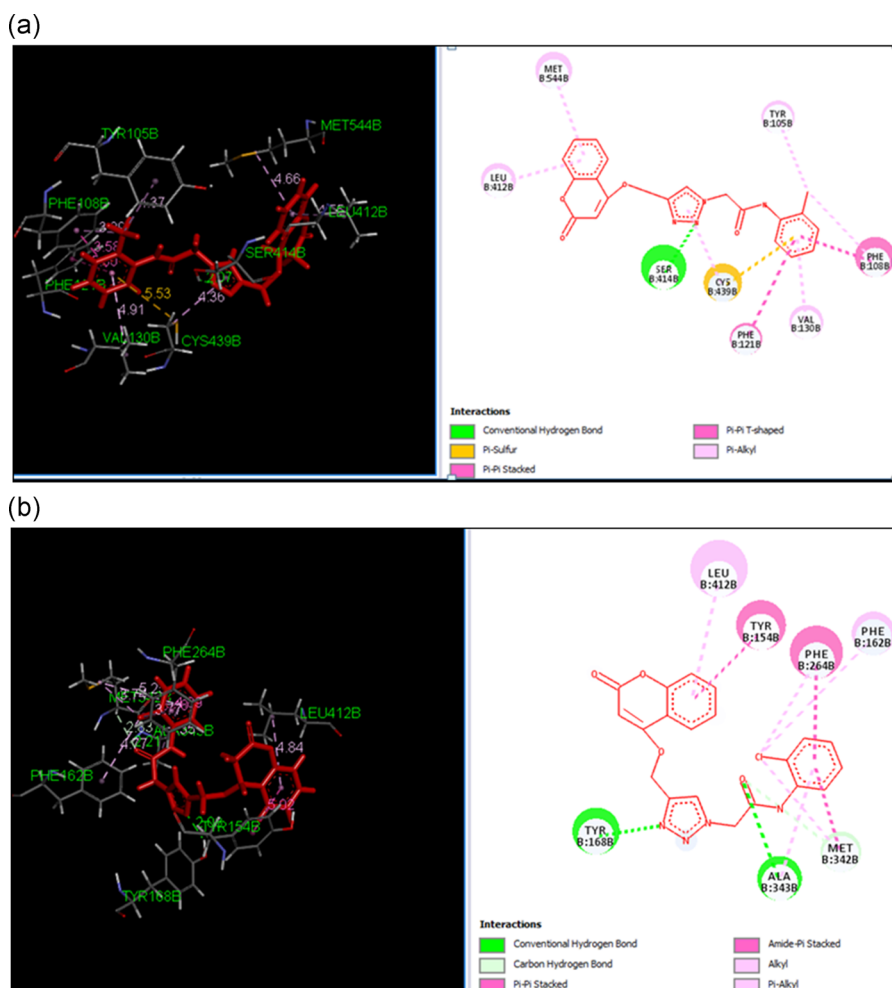 (a)
TYR105B
MET544B
4.66
LEU412B
PHE108B
SER414B
5.53
4.36
4.91
VAL130B
CYS439B
MET
B:544B
TYR
B:105B
LEU
B:412B
SER
B:414B
CYS
B:439B
PHE
B:108B
PHE
B:121B
VAL
B:130B
O
O
O
N
N
N
O
Interactions
Conventional Hydrogen Bond
Pi-Sulfur
Pi-Pi Stacked
Pi-Pi T-shaped
Pi-Alkyl
(b)
PHE264B
LEU412B
4.84
PHE162B
5.02
TYR154B
TYR168B
LEU
B:412B
TYR
B:154B
PHE
B:264B
PHE
B:162B
O
O
O
Cl
O
N
N
N
N
TYR
B:168B
MET
B:342B
ALA
B:343B
Interactions
Conventional Hydrogen Bond
Carbon Hydrogen Bond
Pi-Pi Stacked
Amide-Pi Stacked
Alkyl
Pi-Alkyl